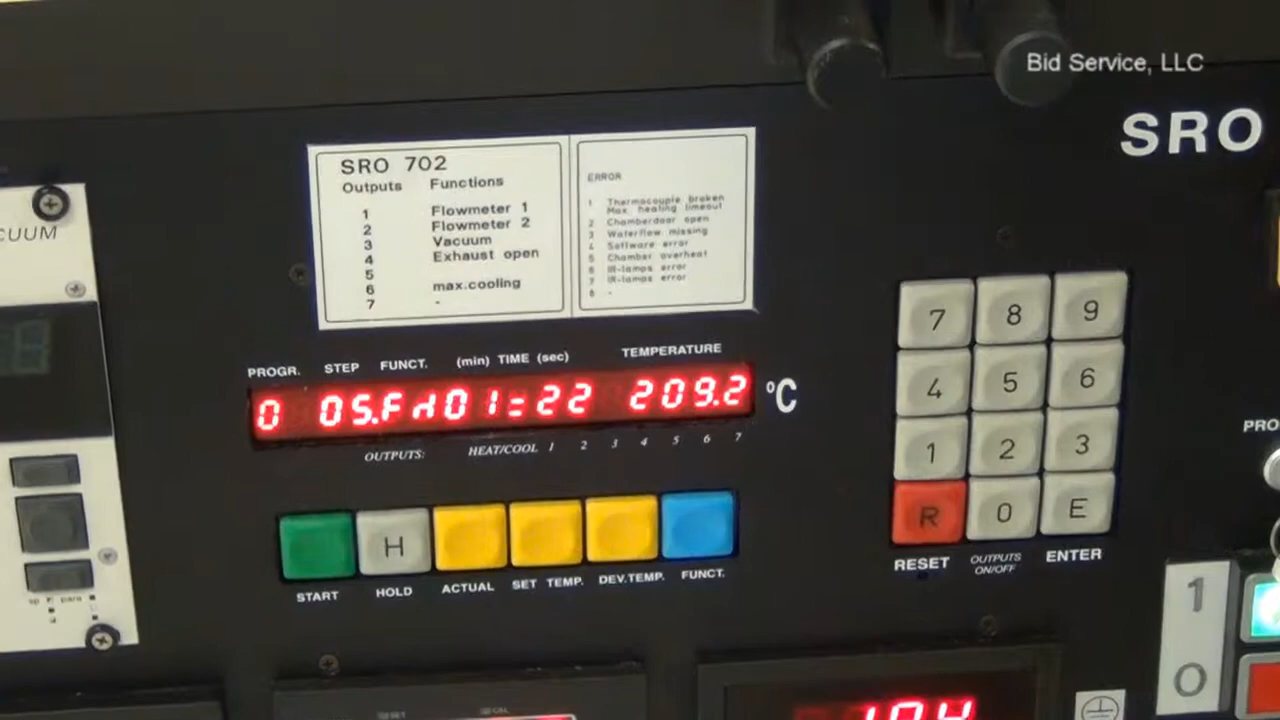 Bid Service, LLC
SRO
SRO 702
Outputs Functions
1 Flowmeter 1
2 Flowmeter 2
3 Vacuum
4 Exhaust open
5
6 max.cooling
7 -
ERROR
1 Thermocouple broken
Max. heating timeout
2 Chamberdoor open
3 Waterflow missing
4 Software error
5 Chamber overheat
6 IR-lamps error
7 IR-lamps error
8 -
CUUM
PROGR. STEP FUNCT. (min) TIME (sec) TEMPERATURE
0 05.Fn01:22 209.2 °C
OUTPUTS: HEAT/COOL 1 2 3 4 5 6 7
H
START HOLD ACTUAL SET TEMP. DEV.TEMP. FUNCT.
7 8 9
4 5 6
1 2 3
R 0 E
RESET OUTPUTS ON/OFF ENTER
PRO
1
0
104